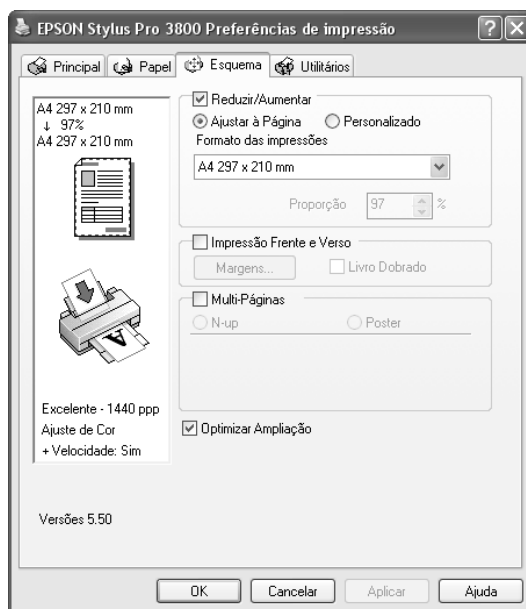 EPSON Stylus Pro 3800 Preferências de impressão
Principal Papel Esquema Utilitários
A4 297 x 210 mm
↓ 97%
A4 297 x 210 mm
Reduzir/Aumentar
Ajustar à Página Personalizado
Formato das impressões
A4 297 x 210 mm
Proporção 97 %
Impressão Frente e Verso
Margens... Livro Dobrado
Multi-Páginas
N-up Poster
A
Excelente - 1440 ppp
Ajuste de Cor
+ Velocidade: Sim
Optimizar Ampliação
Versões 5.50
OK Cancelar Aplicar Ajuda